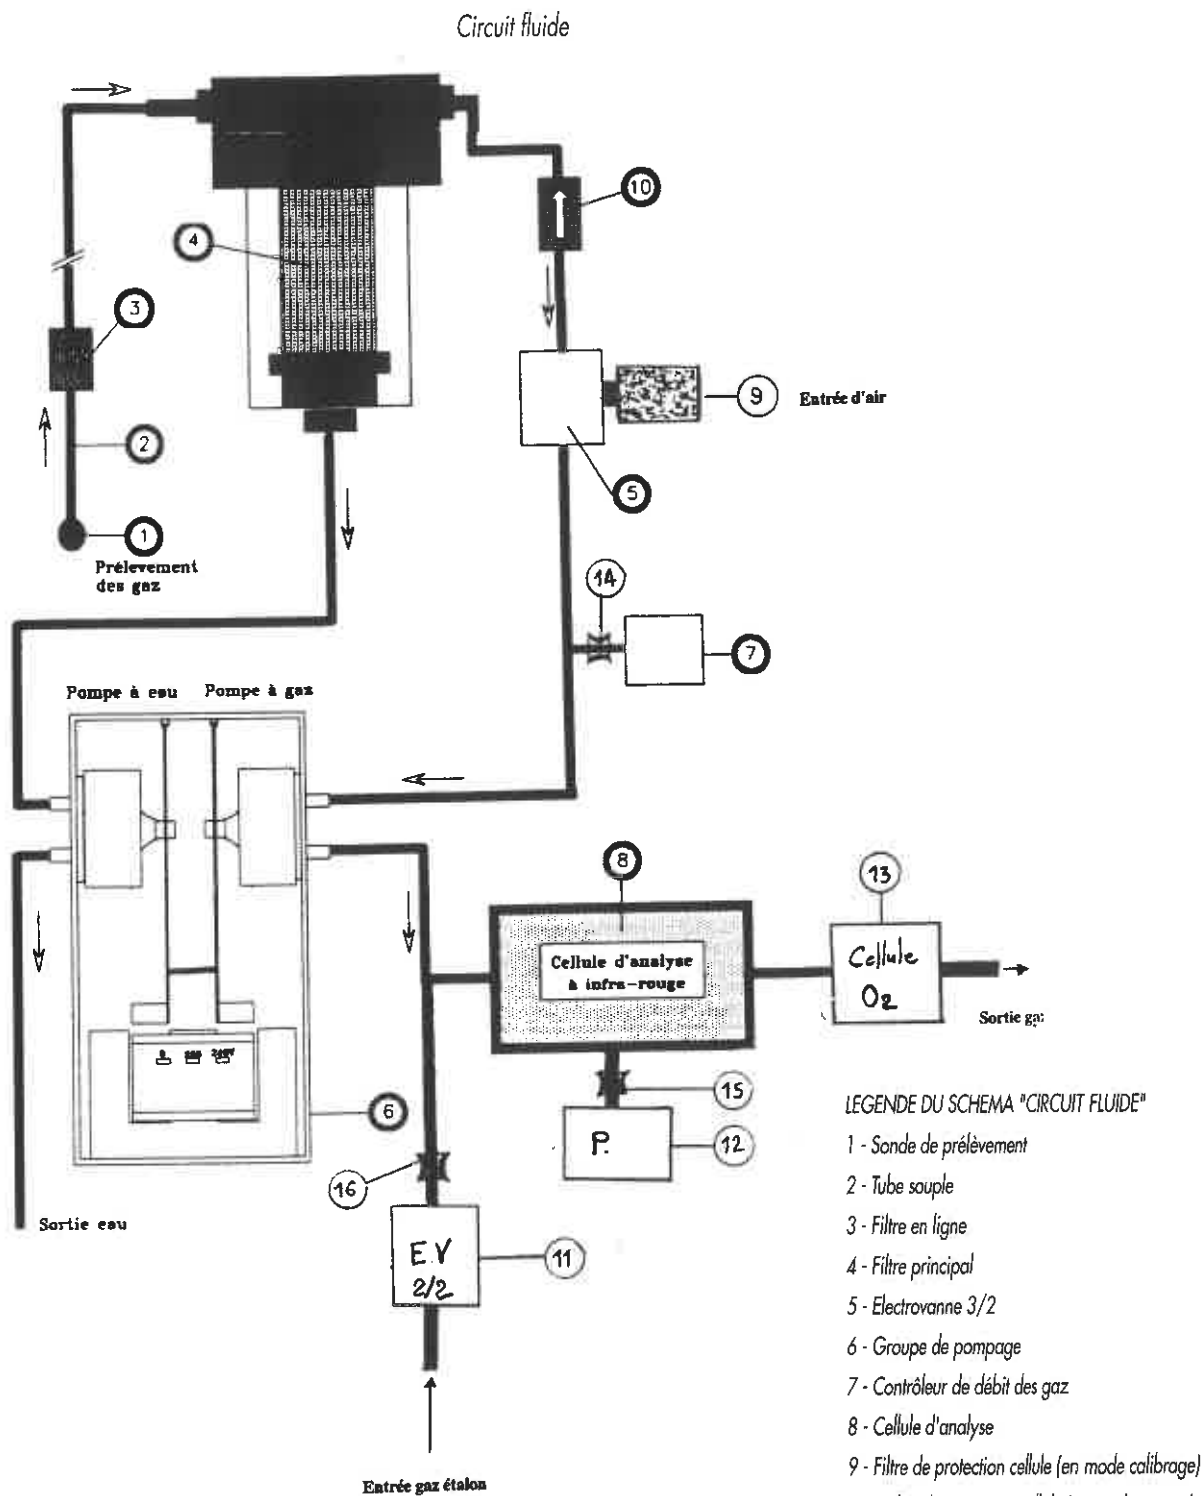 Circuit fluide
10
4
3
9
Entrée d'air
2
5
1
Prélevement
des gaz
14
7
Pompe à eau
Pompe à gaz
8
13
Cellule d'analyse
à infra-rouge
Cellule
O2
Sortie ga
6
15
P.
12
16
Sortie eau
E.V
2/2
11
Entrée gaz étalon
LEGENDE DU SCHEMA "CIRCUIT FLUIDE"
1 - Sonde de prélèvement
2 - Tube souple
3 - Filtre en ligne
4 - Filtre principal
5 - Electrovanne 3/2
6 - Groupe de pompage
7 - Contrôleur de débit des gaz
8 - Cellule d'analyse
9 - Filtre de protection cellule (en mode calibrage)